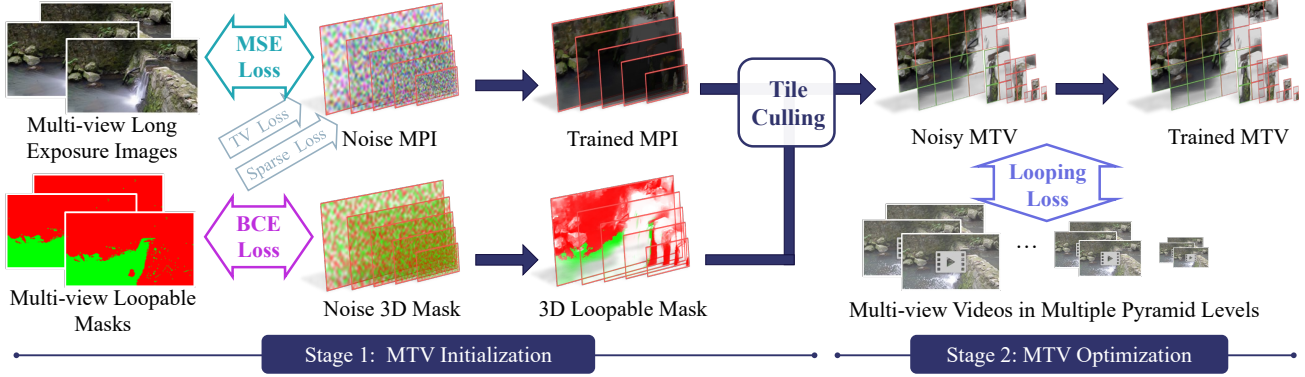 MSE
Loss
TV Loss
Sparse Loss
Multi-view Long
Exposure Images
Noise MPI
Trained MPI
Tile
Culling
Noisy MTV
Trained MTV
Looping
Loss
BCE
Loss
...
Multi-view Loopable
Masks
Noise 3D Mask
3D Loopable Mask
Multi-view Videos in Multiple Pyramid Levels
Stage 1: MTV Initialization
Stage 2: MTV Optimization